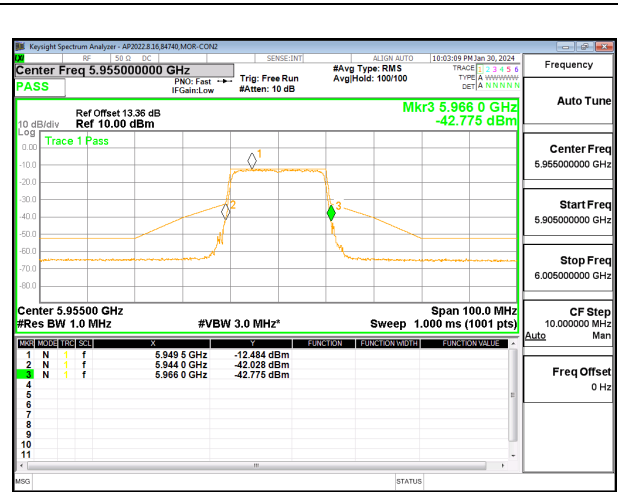 Keysight Spectrum Analyzer - AP2022.8.16,84740,MOR-CON2
RF 50 Ω DC SENSE:INT ALIGN AUTO 10:03:09 PM Jan 30, 2024
Center Freq 5.955000000 GHz
PASS
PNO: Fast
IFGain:Low
Trig: Free Run
#Atten: 10 dB
#Avg Type: RMS
Avg|Hold: 100/100
TRACE 1 2 3 4 5 6
TYPE A WWWWW
DET A N N N N N
Ref Offset 13.36 dB
Ref 10.00 dBm
10 dB/div
Log
Mkr3 5.966 0 GHz
-42.775 dBm
Trace 1 Pass
0.00
-10.0
-20.0
-30.0
-40.0
-50.0
-60.0
-70.0
-80.0
1
2
3
Center 5.95500 GHz
#Res BW 1.0 MHz
#VBW 3.0 MHz*
Span 100.0 MHz
Sweep 1.000 ms (1001 pts)
MKR MODE TRC SCL X Y FUNCTION FUNCTION WIDTH FUNCTION VALUE
1 N 1 f 5.949 5 GHz -12.484 dBm
2 N 1 f 5.944 0 GHz -42.028 dBm
3 N 1 f 5.966 0 GHz -42.775 dBm
4
5
6
7
8
9
10
11
MSG STATUS
Frequency
Auto Tune
Center Freq
5.955000000 GHz
Start Freq
5.905000000 GHz
Stop Freq
6.005000000 GHz
CF Step
10.000000 MHz
Auto Man
Freq Offset
0 Hz